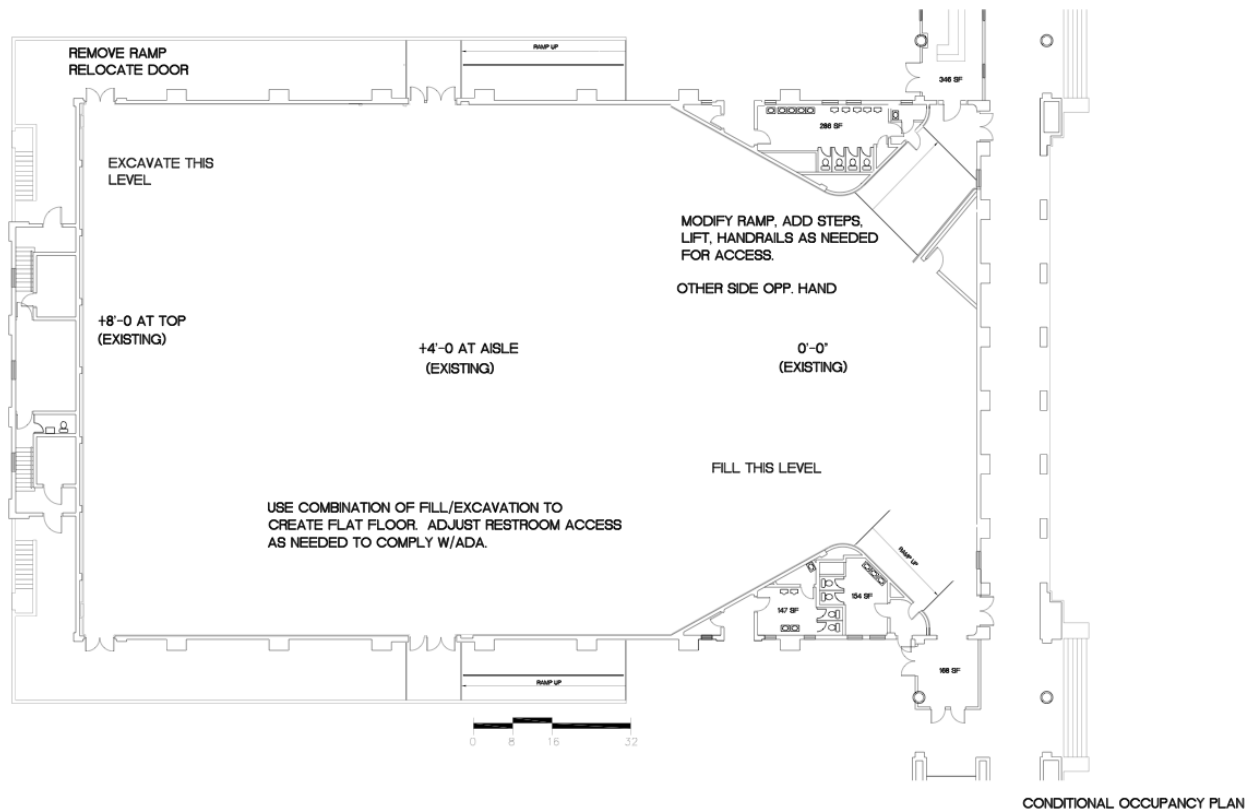 REMOVE RAMP
RELOCATE DOOR
RAMP UP
346 SF
286 SF
EXCAVATE THIS
LEVEL
MODIFY RAMP, ADD STEPS,
LIFT, HANDRAILS AS NEEDED
FOR ACCESS.
OTHER SIDE OPP. HAND
+8'-0 AT TOP
(EXISTING)
+4'-0 AT AISLE
(EXISTING)
0'-0"
(EXISTING)
FILL THIS LEVEL
USE COMBINATION OF FILL/EXCAVATION TO
CREATE FLAT FLOOR. ADJUST RESTROOM ACCESS
AS NEEDED TO COMPLY W/ADA.
RAMP UP
154 SF
147 SF
168 SF
RAMP UP
0 8 16 32
CONDITIONAL OCCUPANCY PLAN